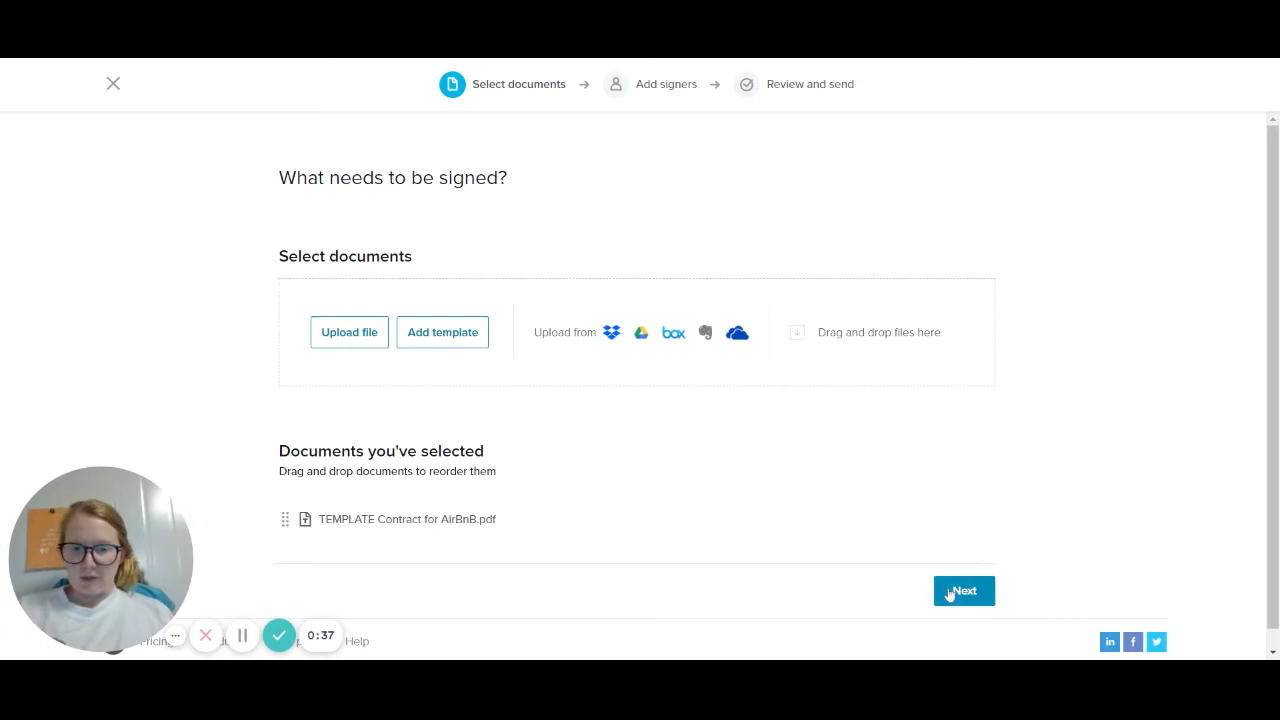 Select documents → Add signers → Review and send
What needs to be signed?
Select documents
Upload file Add template Upload from box Drag and drop files here
Documents you've selected
Drag and drop documents to reorder them
TEMPLATE Contract for AirBnB.pdf
Next
0:37 Help
in f